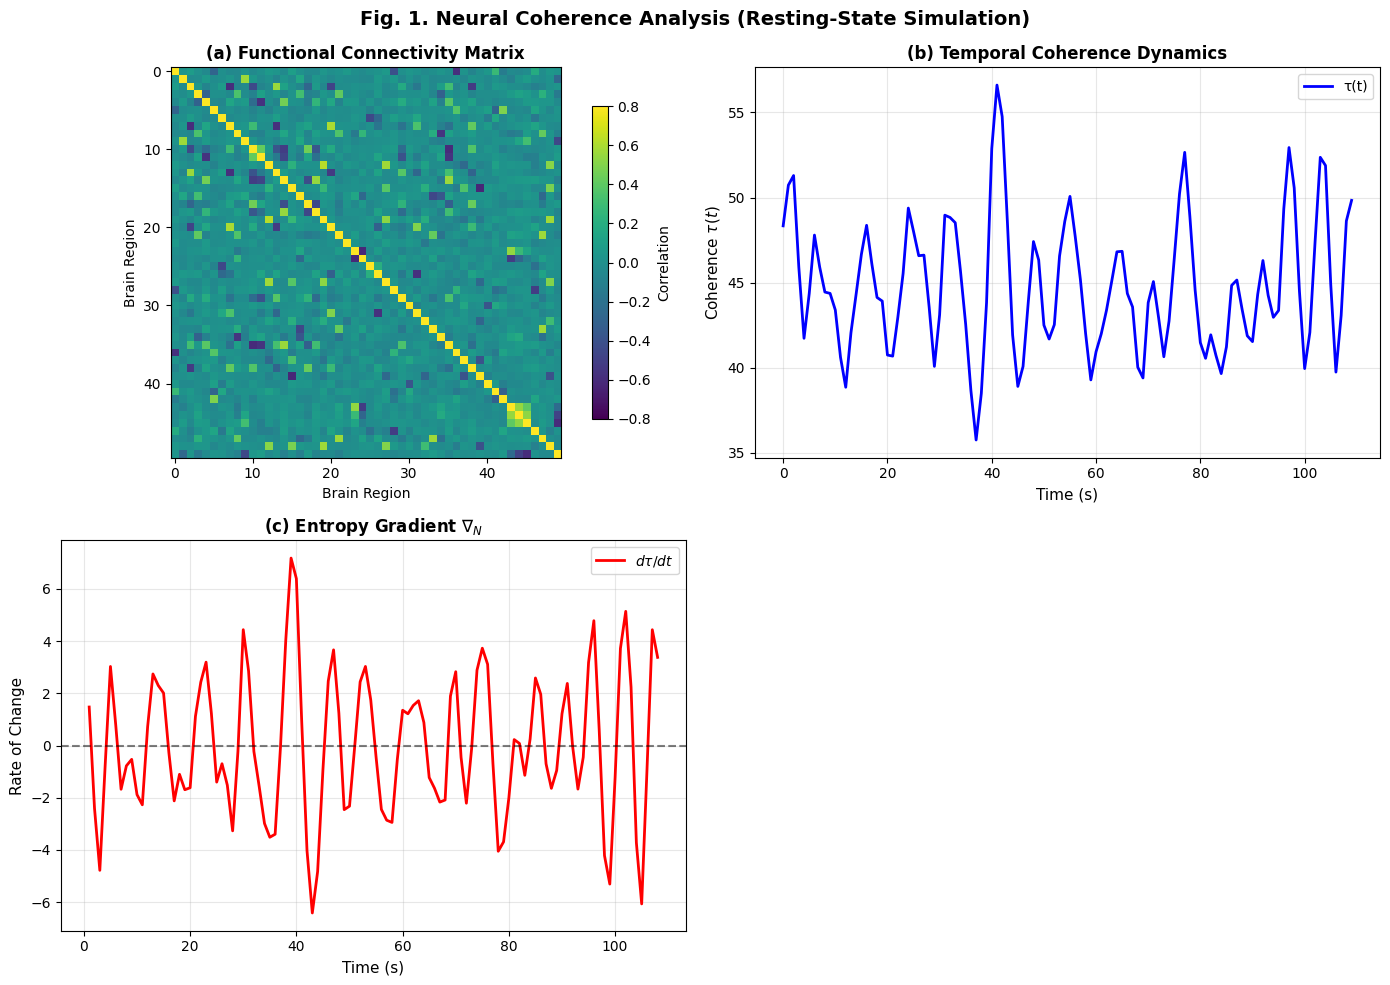 Fig. 1. Neural Coherence Analysis (Resting-State Simulation)
(a) Functional Connectivity Matrix
0
10
20
30
40
Brain Region
0 10 20 30 40
Brain Region
0.8
0.6
0.4
0.2
0.0
−0.2
−0.4
−0.6
−0.8
Correlation
(b) Temporal Coherence Dynamics
τ(t)
55
50
45
40
35
Coherence τ(t)
0 20 40 60 80 100
Time (s)
(c) Entropy Gradient ∇N
dτ/dt
6
4
2
0
−2
−4
−6
Rate of Change
0 20 40 60 80 100
Time (s)